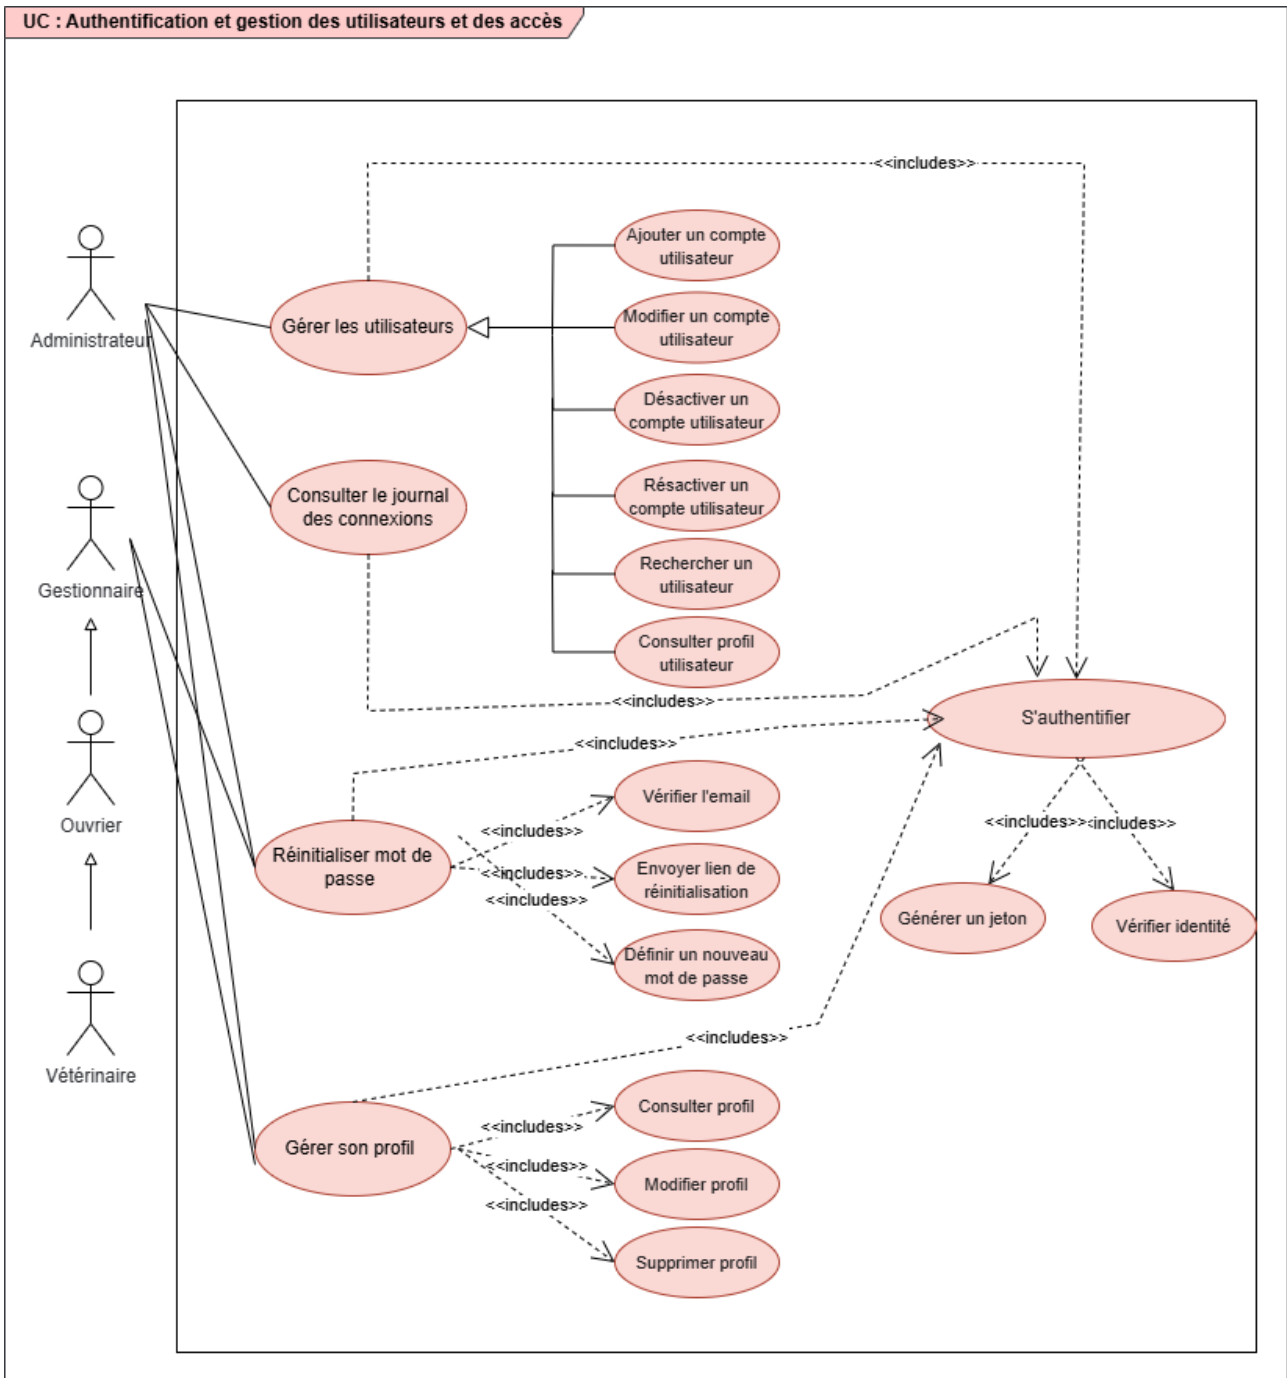 UC : Authentification et gestion des utilisateurs et des accès
<<includes>>
Ajouter un compte
utilisateur
Gérer les utilisateurs
Modifier un compte
utilisateur
Administrateur
Désactiver un
compte utilisateur
Consulter le journal
des connexions
Résactiver un
compte utilisateur
Rechercher un
utilisateur
Gestionnaire
Consulter profil
utilisateur
<<includes>>
S'authentifier
<<includes>>
Vérifier l'email
Ouvrier
<<includes>>
<<includes>>
<includes>>
Réinitialiser mot de
passe
<<includes>>
Envoyer lien de
réinitialisation
<<includes>>
Générer un jeton
Vérifier identité
Définir un nouveau
mot de passe
<<includes>>
Vétérinaire
Consulter profil
<<includes>>
Gérer son profil
<<includes>>
Modifier profil
<<includes>>
Supprimer profil